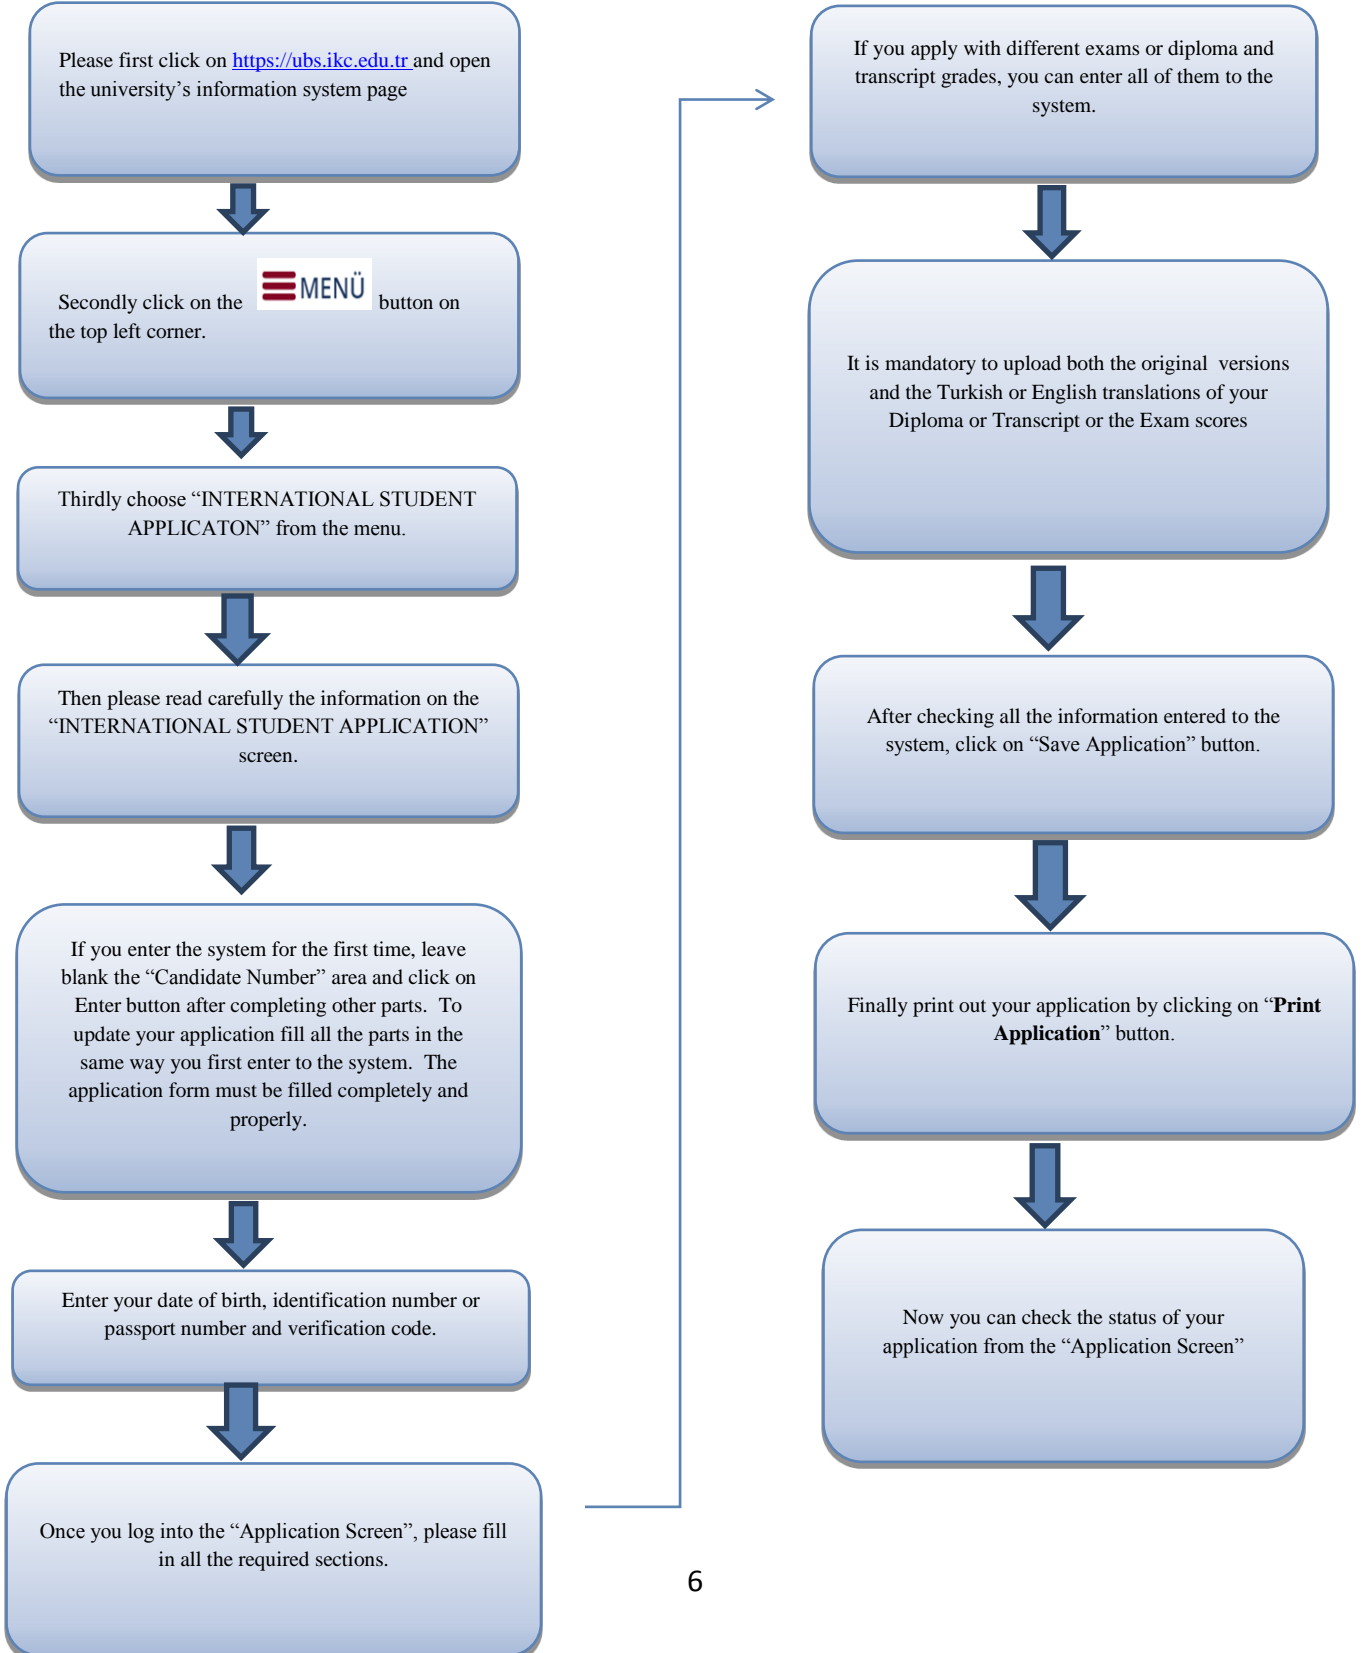 Please first click on https://ubs.ikc.edu.tr and open
the university’s information system page
Secondly click on the MENÜ button on
the top left corner.
Thirdly choose “INTERNATIONAL STUDENT
APPLICATON” from the menu.
Then please read carefully the information on the
“INTERNATIONAL STUDENT APPLICATION”
screen.
If you enter the system for the first time, leave
blank the “Candidate Number” area and click on
Enter button after completing other parts. To
update your application fill all the parts in the
same way you first enter to the system. The
application form must be filled completely and
properly.
Enter your date of birth, identification number or
passport number and verification code.
Once you log into the “Application Screen”, please fill
in all the required sections.
If you apply with different exams or diploma and
transcript grades, you can enter all of them to the
system.
It is mandatory to upload both the original versions
and the Turkish or English translations of your
Diploma or Transcript or the Exam scores
After checking all the information entered to the
system, click on “Save Application” button.
Finally print out your application by clicking on “Print
Application” button.
Now you can check the status of your
application from the “Application Screen”
6